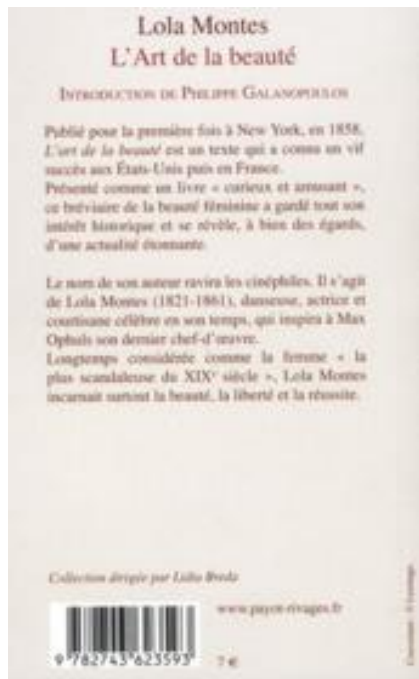 Lola Montes
L'Art de la beauté
INTRODUCTION DE PHILIPPE GALANOPOULOS
Publié pour la première fois à New York, en 1858,
L'art de la beauté est un texte qui a connu un vif
succès aux États-Unis puis en France.
Présenté comme un livre « curieux et amusant »,
ce bréviaire de la beauté féminine a gardé tout son
intérêt historique et se révèle, à bien des égards,
d'une actualité étonnante.
Le nom de son auteur ravira les cinéphiles. Il s'agit
de Lola Montes (1821-1861), danseuse, actrice et
courtisane célèbre en son temps, qui inspira à Max
Ophuls son dernier chef-d'œuvre.
Longtemps considérée comme la femme « la
plus scandaleuse du XIXe siècle », Lola Montes
incarnait surtout la beauté, la liberté et la réussite.
Collection dirigée par Lidia Breda
www.payot-rivages.fr
9 782743 623593
7 €